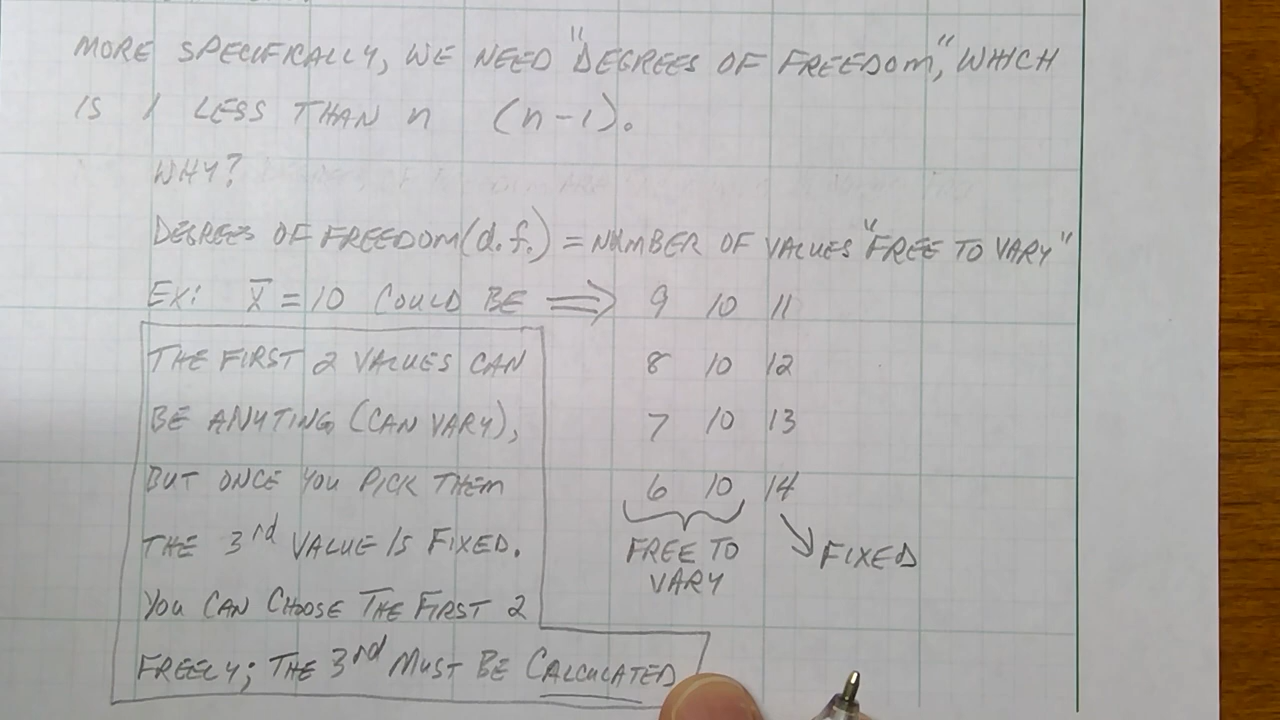 MORE SPECIFICALLY, WE NEED "DEGREES OF FREEDOM," WHICH
IS 1 LESS THAN n (n-1).
WHY?
DEGREES OF FREEDOM (d.f.) = NUMBER OF VALUES "FREE TO VARY"
EX: X̄ = 10 COULD BE ⟹ 9 10 11
THE FIRST 2 VALUES CAN 8 10 12
BE ANYTING (CAN VARY), 7 10 13
BUT ONCE YOU PICK THEM 6 10 14
THE 3rd VALUE IS FIXED.
YOU CAN CHOOSE THE FIRST 2
FREELY; THE 3rd MUST BE CALCULATED
FREE TO
VARY
FIXED